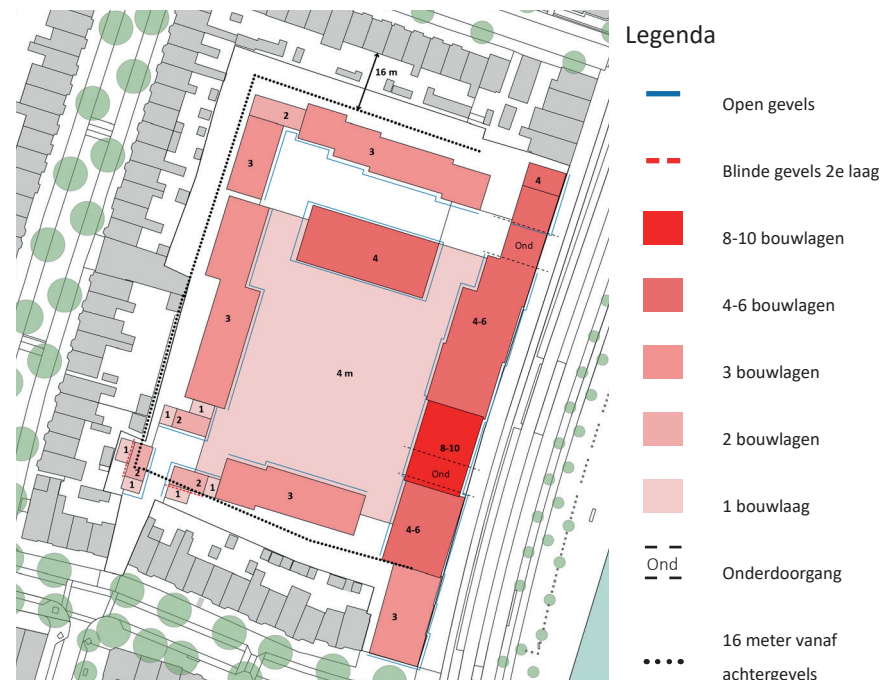 16 m
2
3
3
4
Ond
4
3
4-6
4 m
1
1
2
8-10
Ond
1
2
1
2
1
1
3
4-6
3
Legenda
Open gevels
Blinde gevels 2e laag
8-10 bouwlagen
4-6 bouwlagen
3 bouwlagen
2 bouwlagen
1 bouwlaag
Ond
Onderdoorgang
16 meter vanaf
achtergevels